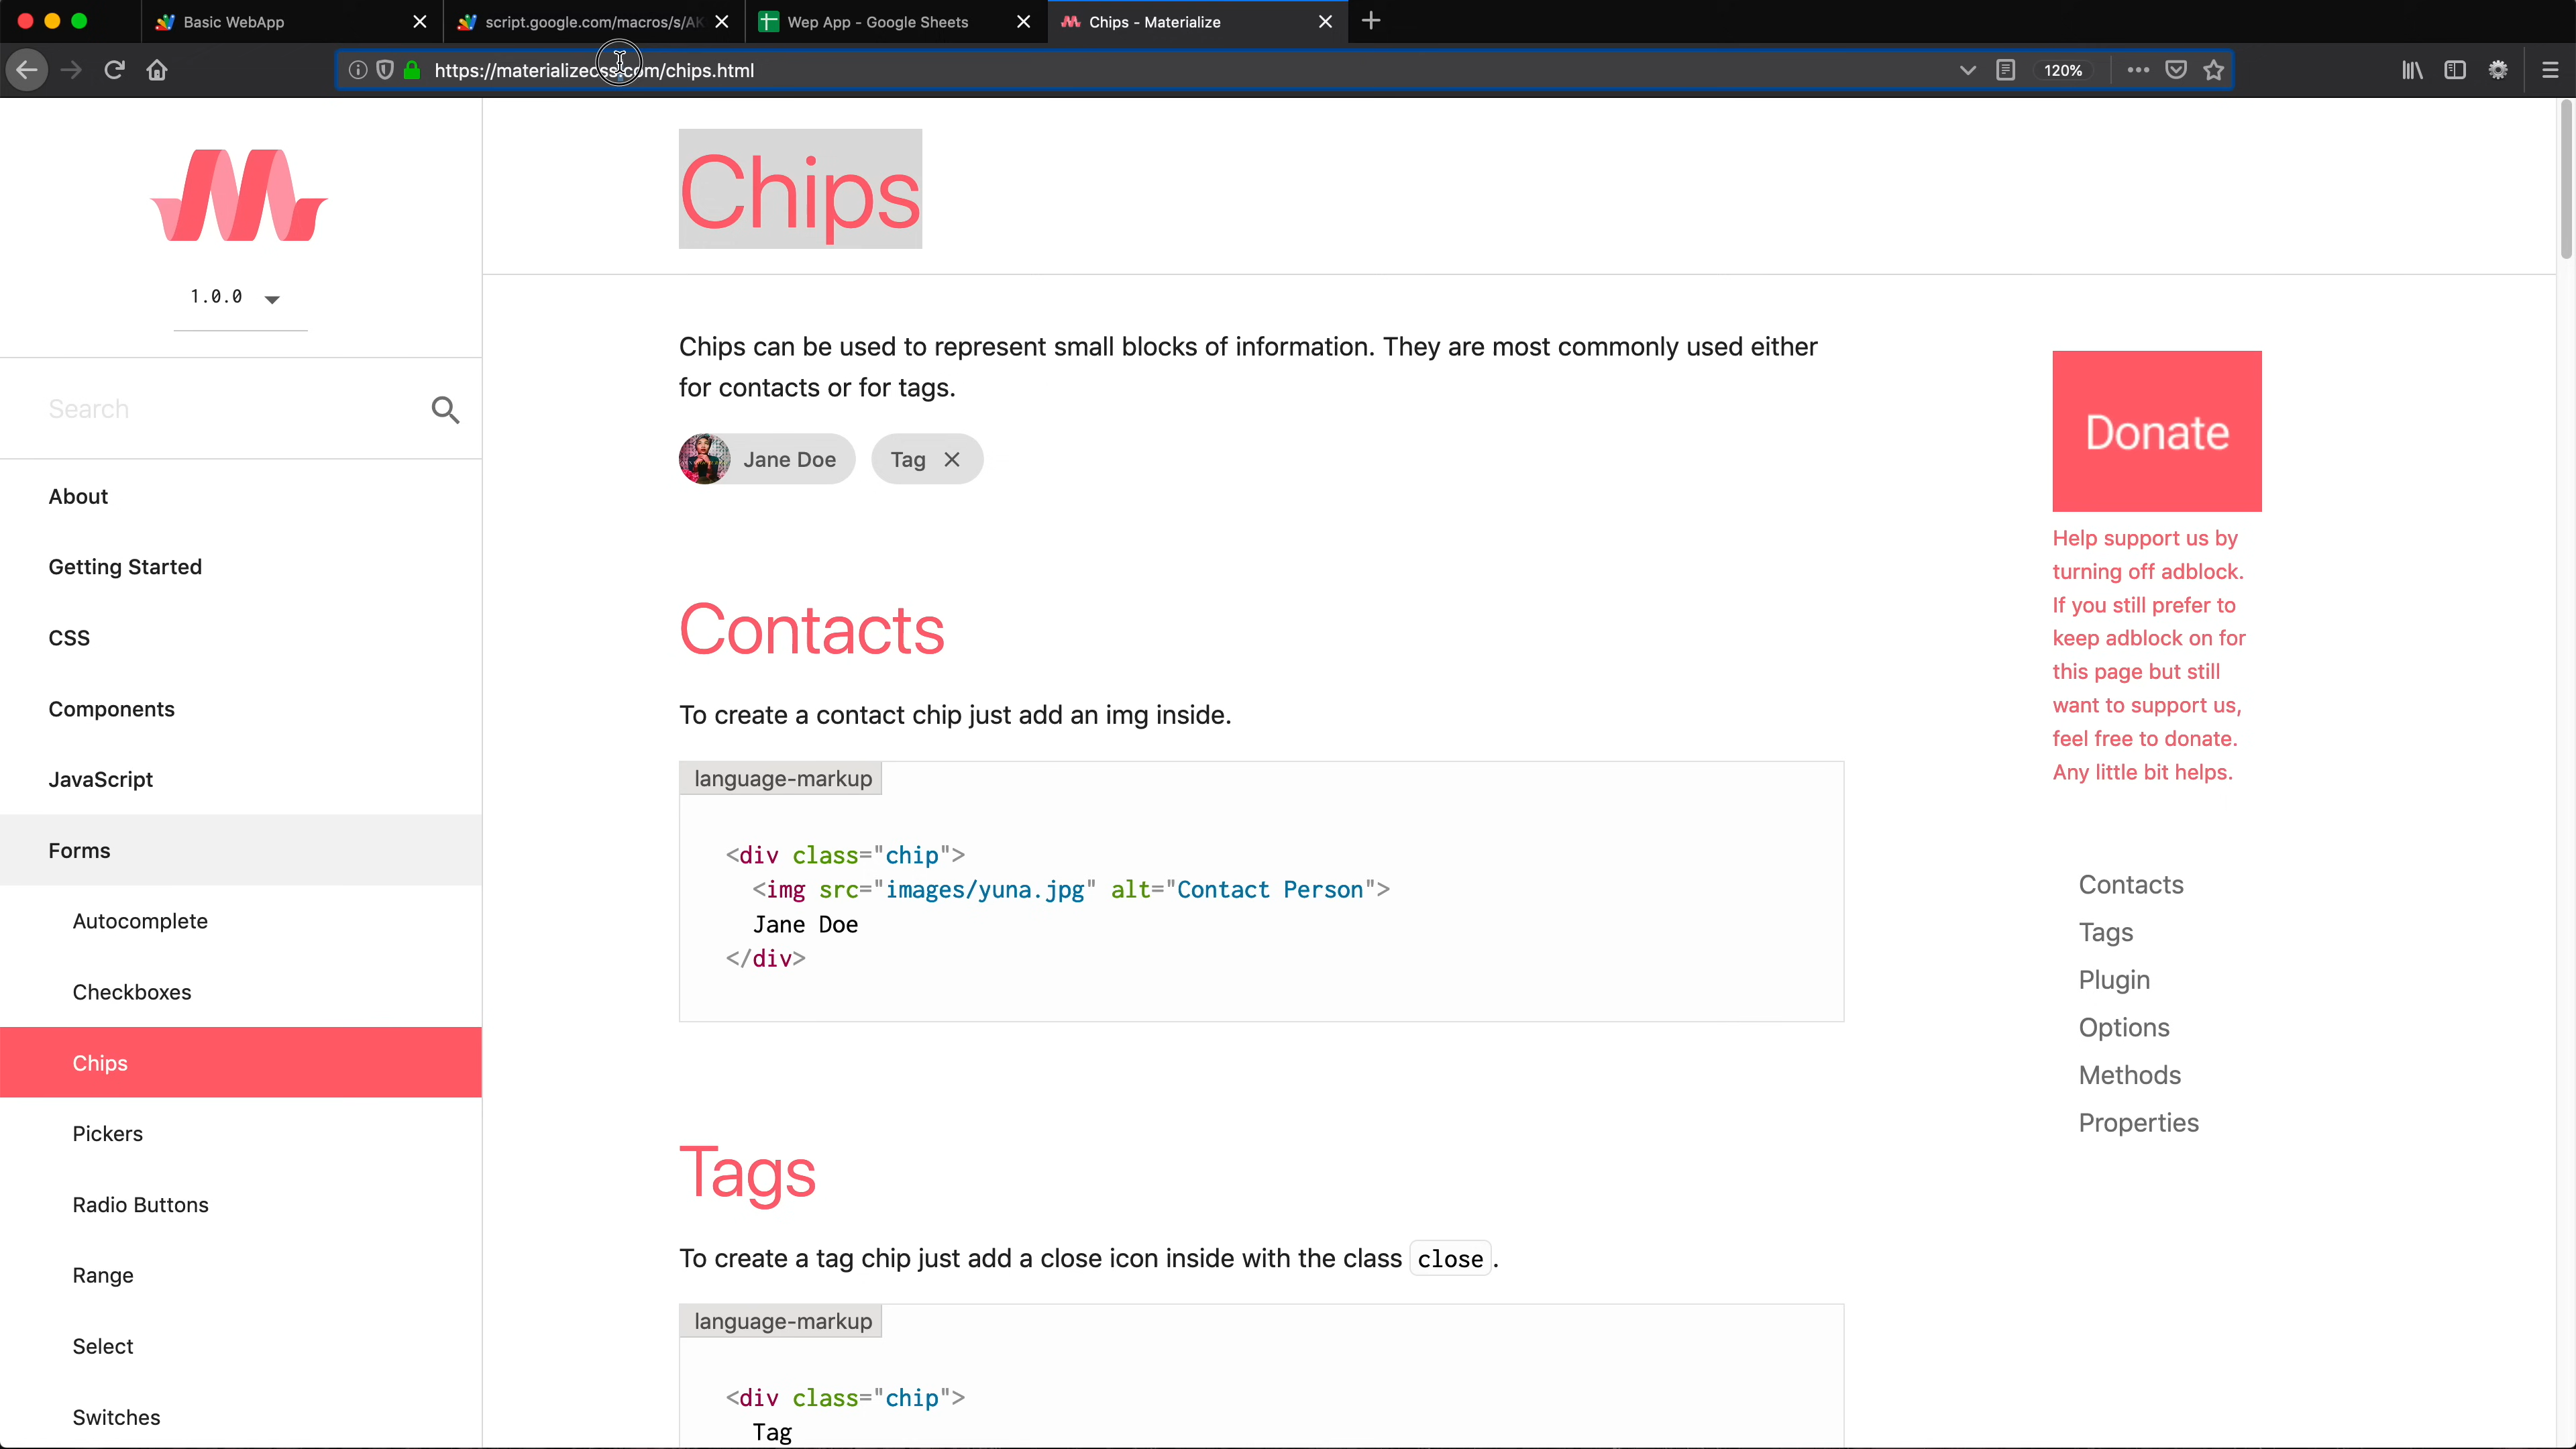 Basic WebApp
script.google.com/macros/s/AK
Wep App - Google Sheets
Chips - Materialize
https://materializecss.com/chips.html
120%
1.0.0
Search
About
Getting Started
CSS
Components
JavaScript
Forms
Autocomplete
Checkboxes
Chips
Pickers
Radio Buttons
Range
Select
Switches
Chips
Chips can be used to represent small blocks of information. They are most commonly used either
for contacts or for tags.
Jane Doe
Tag
Contacts
To create a contact chip just add an img inside.
language-markup
<div class="chip">
<img src="images/yuna.jpg" alt="Contact Person">
Jane Doe
</div>
Tags
To create a tag chip just add a close icon inside with the class close.
language-markup
<div class="chip">
Tag
Donate
Help support us by
turning off adblock.
If you still prefer to
keep adblock on for
this page but still
want to support us,
feel free to donate.
Any little bit helps.
Contacts
Tags
Plugin
Options
Methods
Properties